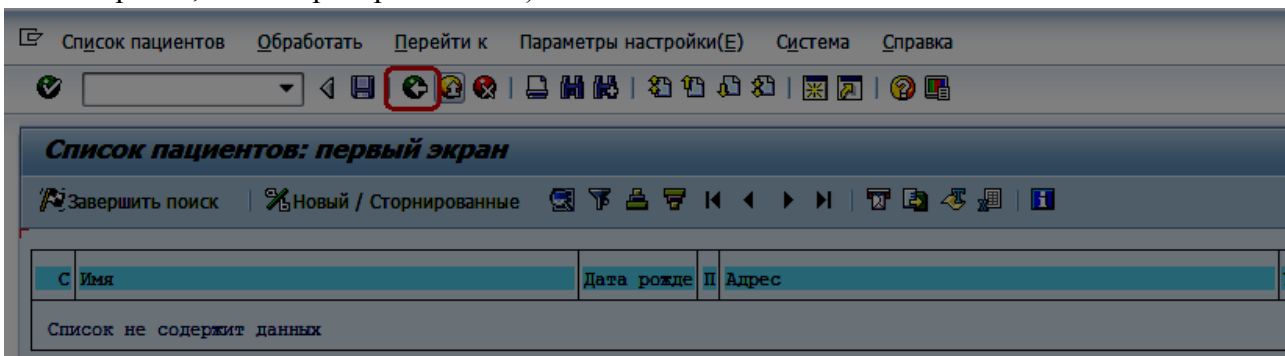 Список пациентов Обработать Перейти к Параметры настройки(E) Система Справка
Список пациентов: первый экран
Завершить поиск Новый / Сторнированные
С Имя Дата рожде П Адрес
Список не содержит данных